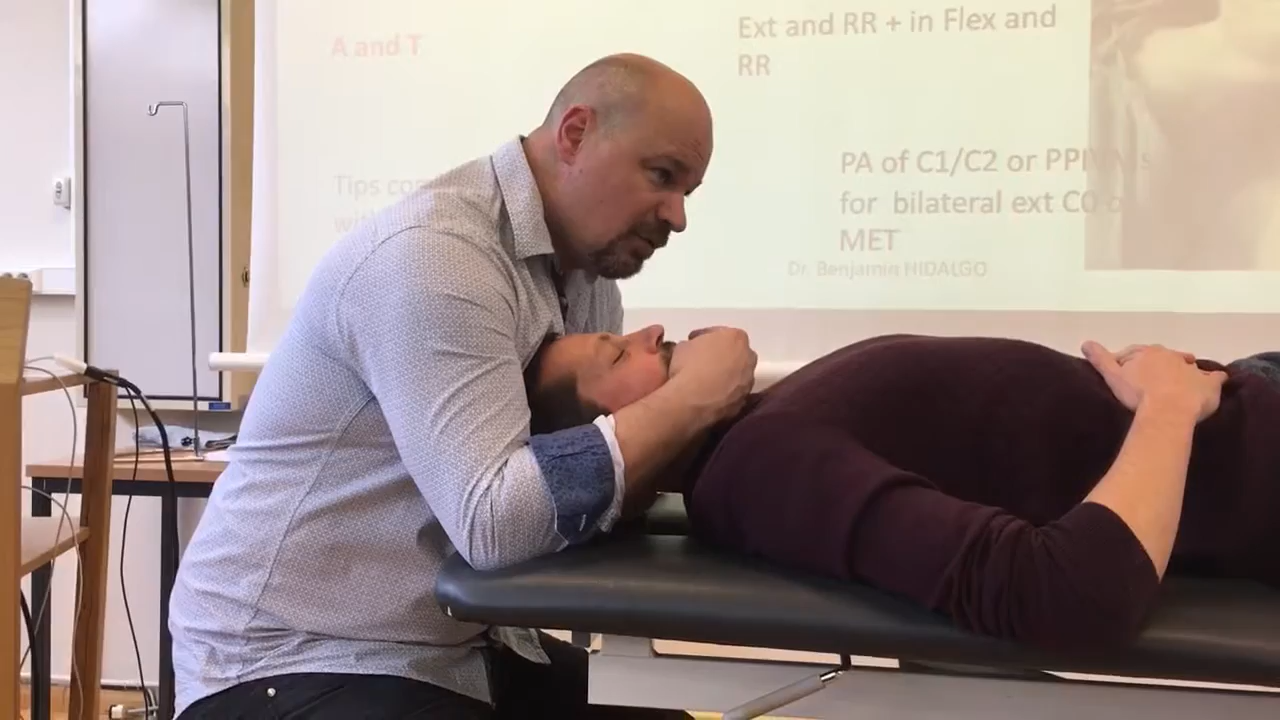 A and T
Ext and RR + in Flex and
RR
Tips
PA of C1/C2 or
for bilateral ext C0
MET
Dr. Benjamin HIDALGO